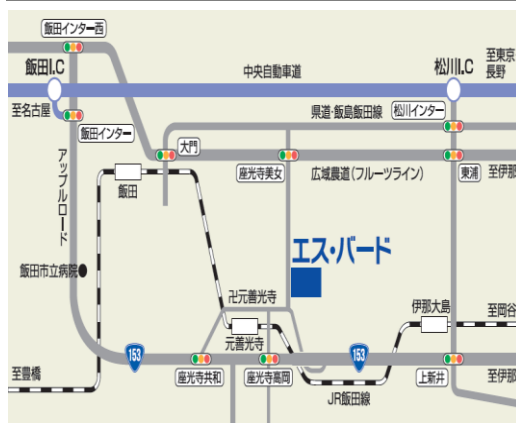 飯田インター西
飯田I.C
中央自動車道
松川I.C
至東京
長野
至名古屋
飯田インター
県道・飯島飯田線
松川インター
大門
座光寺美女
広域農道(フルーツライン)
東浦
至伊那
アップルロード
飯田
エス・バード
飯田市立病院
卍元善光寺
伊那大島
至岡谷
元善光寺
153
153
至豊橋
座光寺共和
座光寺高岡
上新井
至伊那
JR飯田線